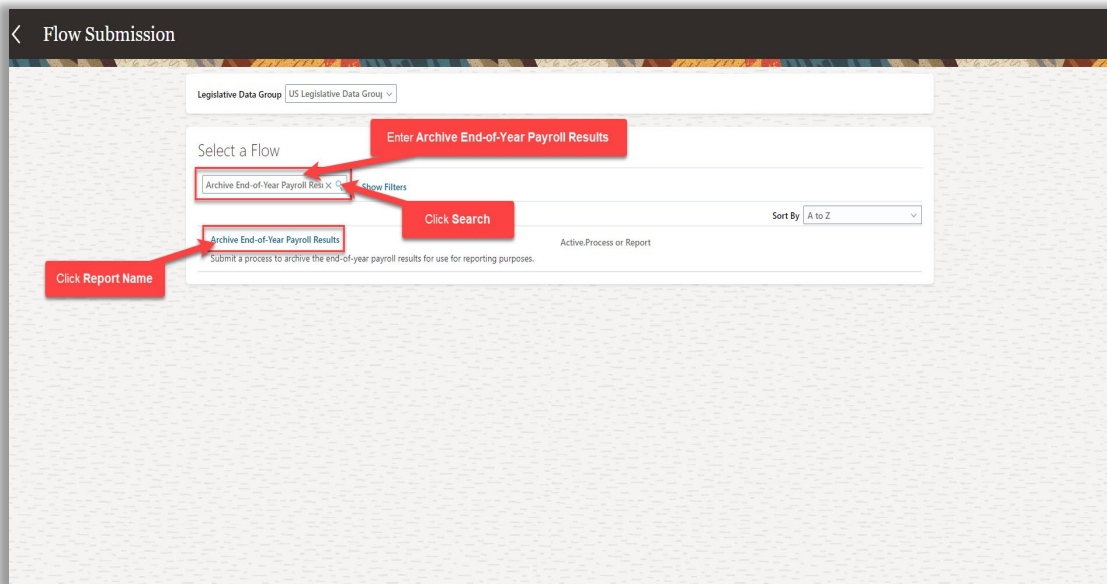 Flow Submission
Legislative Data Group US Legislative Data Group
Enter Archive End-of-Year Payroll Results
Select a Flow
Archive End-of-Year Payroll Resu
Show Filters
Click Search
Sort By A to Z
Archive End-of-Year Payroll Results
Active.Process or Report
Submit a process to archive the end-of-year payroll results for use for reporting purposes.
Click Report Name